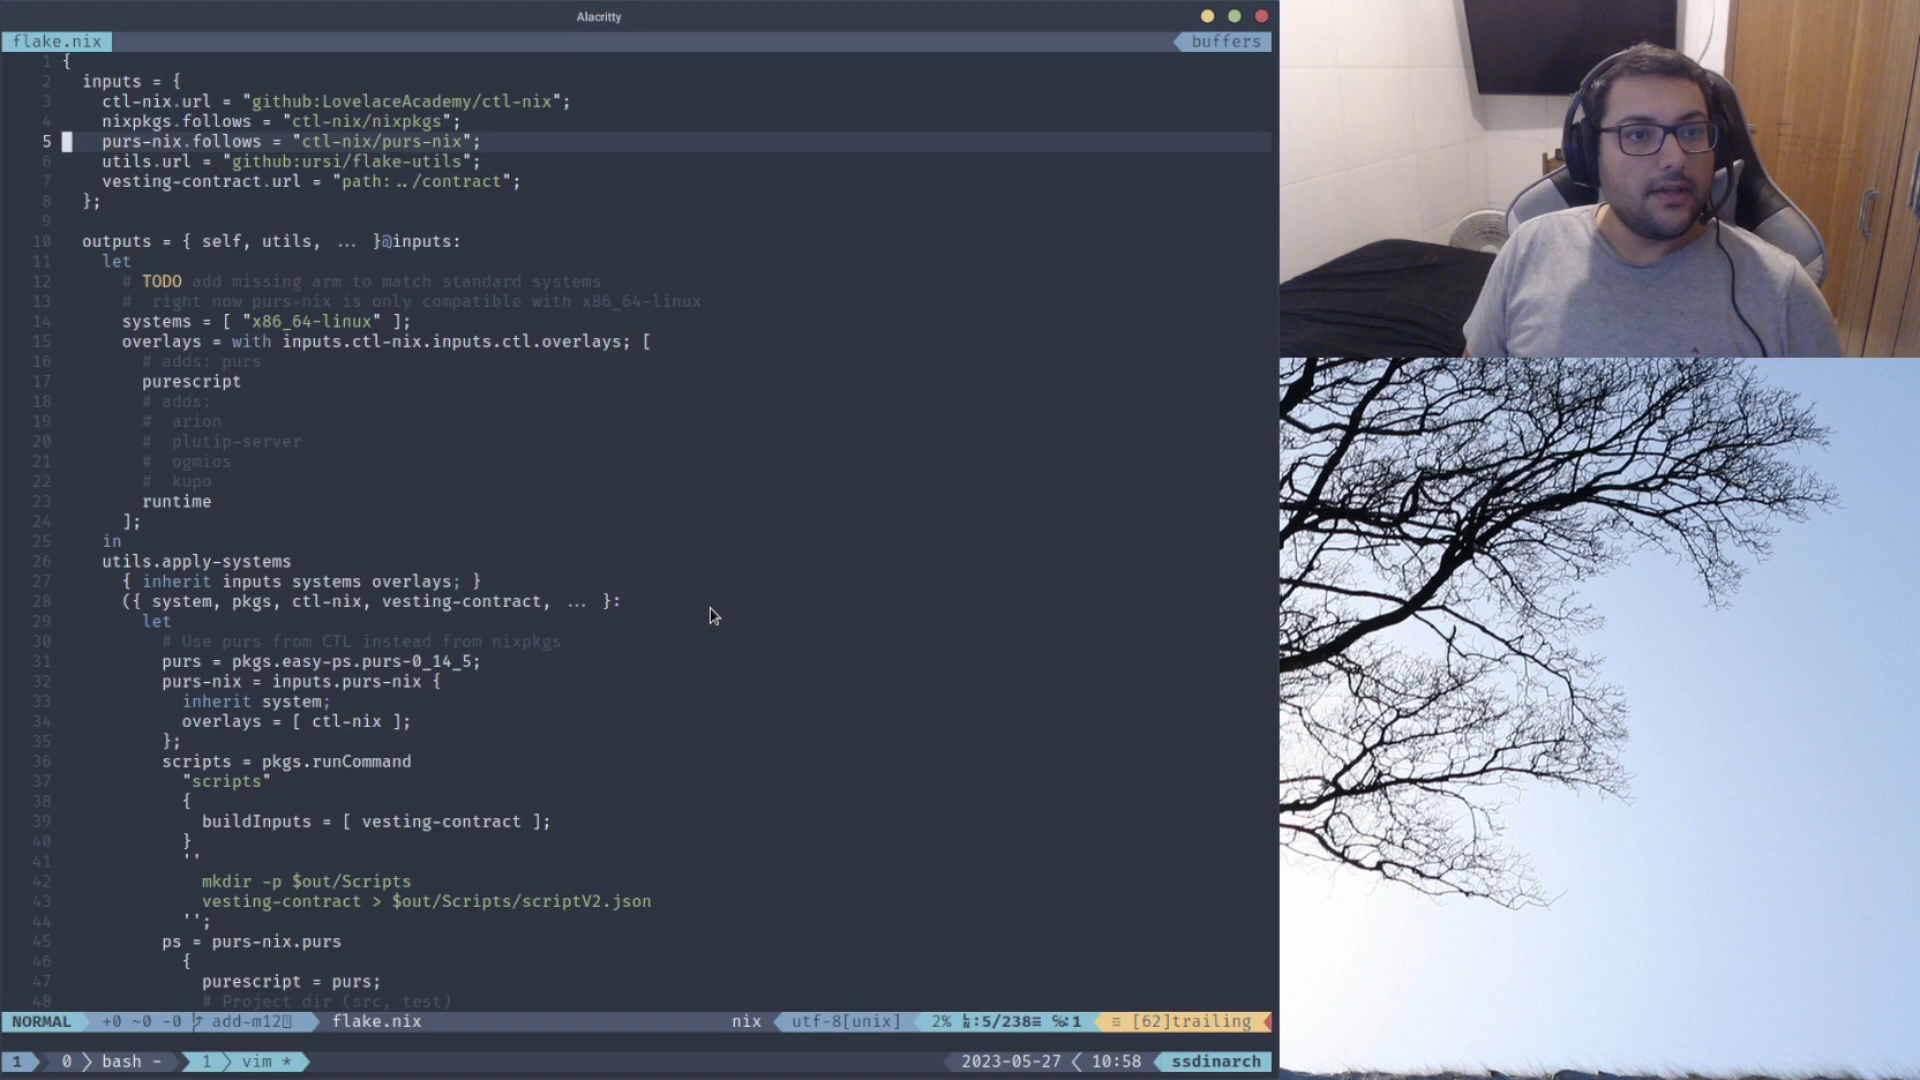 Alacritty
flake.nix
buffers
1 {
2 inputs = {
3 ctl-nix.url = "github:LovelaceAcademy/ctl-nix";
4 nixpkgs.follows = "ctl-nix/nixpkgs";
5 purs-nix.follows = "ctl-nix/purs-nix";
6 utils.url = "github:ursi/flake-utils";
7 vesting-contract.url = "path:../contract";
8 };
9
10 outputs = { self, utils, ... }@inputs:
11 let
12 # TODO add missing arm to match standard systems
13 # right now purs-nix is only compatible with x86_64-linux
14 systems = [ "x86_64-linux" ];
15 overlays = with inputs.ctl-nix.inputs.ctl.overlays; [
16 # adds: purs
17 purescript
18 # adds:
19 # arion
20 # plutip-server
21 # ogmios
22 # kupo
23 runtime
24 ];
25 in
26 utils.apply-systems
27 { inherit inputs systems overlays; }
28 ({ system, pkgs, ctl-nix, vesting-contract, ... }:
29 let
30 # Use purs from CTL instead from nixpkgs
31 purs = pkgs.easy-ps.purs-0_14_5;
32 purs-nix = inputs.purs-nix {
33 inherit system;
34 overlays = [ ctl-nix ];
35 };
36 scripts = pkgs.runCommand
37 "scripts"
38 {
39 buildInputs = [ vesting-contract ];
40 }
41 ''
42 mkdir -p $out/Scripts
43 vesting-contract > $out/Scripts/scriptV2.json
44 '';
45 ps = purs-nix.purs
46 {
47 purescript = purs;
48 # Project dir (src, test)
NORMAL +0 ~0 -0 add-m12 flake.nix nix utf-8[unix] 2% :5/238≡ :1 [62]trailing
1 0 bash - 1 vim * 2023-05-27 10:58 ssdinarch